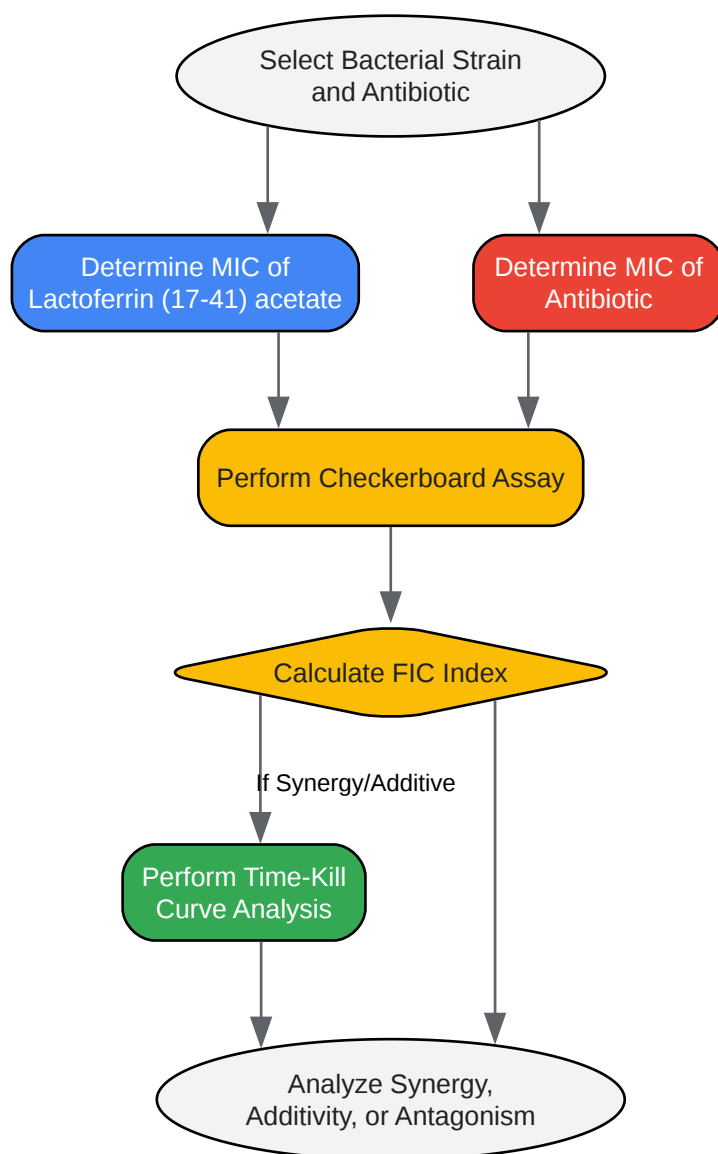 Select Bacterial Strain
and Antibiotic
Determine MIC of
Lactoferrin (17-41) acetate
Determine MIC of
Antibiotic
Perform Checkerboard Assay
Calculate FIC Index
If Synergy/Additive
Perform Time-Kill
Curve Analysis
Analyze Synergy,
Additivity, or Antagonism